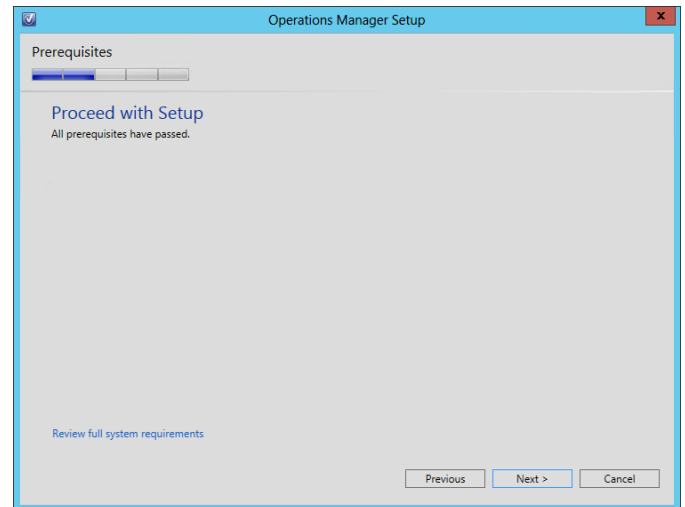 Operations Manager Setup
x
Prerequisites
Proceed with Setup
All prerequisites have passed.
Review full system requirements
Previous
Next >
Cancel